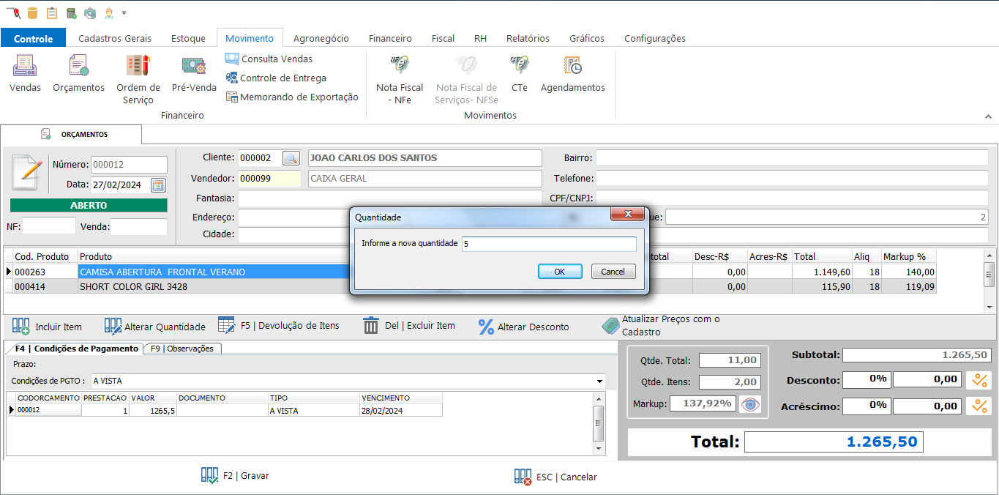 Controle Cadastros Gerais Estoque Movimento Agronegócio Financeiro Fiscal RH Relatórios Gráficos Configurações
Vendas
Orçamentos
Ordem de
Serviço
Pré-Venda
Consulta Vendas
Controle de Entrega
Memorando de Exportação
Financeiro
Nota Fiscal
- NFe
Nota Fiscal de
Serviços- NFSe
CTe
Agendamentos
Movimentos
ORÇAMENTOS
Número: 000012
Data: 27/02/2024
ABERTO
NF: Venda:
Cliente: 000002 JOAO CARLOS DOS SANTOS
Vendedor: 000099 CAIXA GERAL
Fantasia:
Endereço:
Cidade:
Bairro:
Telefone:
CPF/CNPJ:
ue: 2
Quantidade
Informe a nova quantidade 5
OK Cancel
Cod. Produto Produto total Desc-R$ Acres-R$ Total Aliq Markup %
000263 CAMISA ABERTURA FRONTAL VERANO 0,00 1.149,60 18 140,00
000414 SHORT COLOR GIRL 3428 0,00 115,90 18 119,09
Incluir Item Alterar Quantidade F5 | Devolução de Itens Del | Excluir Item Alterar Desconto
Atualizar Preços com o
Cadastro
F4 | Condições de Pagamento F9 | Observações
Prazo:
Condições de PGTO : A VISTA
CODORCAMENTO PRESTACAO VALOR DOCUMENTO TIPO VENCIMENTO
000012 1 1265,5 A VISTA 28/02/2024
Qtde. Total: 11,00
Qtde. Itens: 2,00
Markup: 137,92%
Subtotal: 1.265,50
Desconto: 0% 0,00
Acréscimo: 0% 0,00
Total: 1.265,50
F2 | Gravar ESC | Cancelar